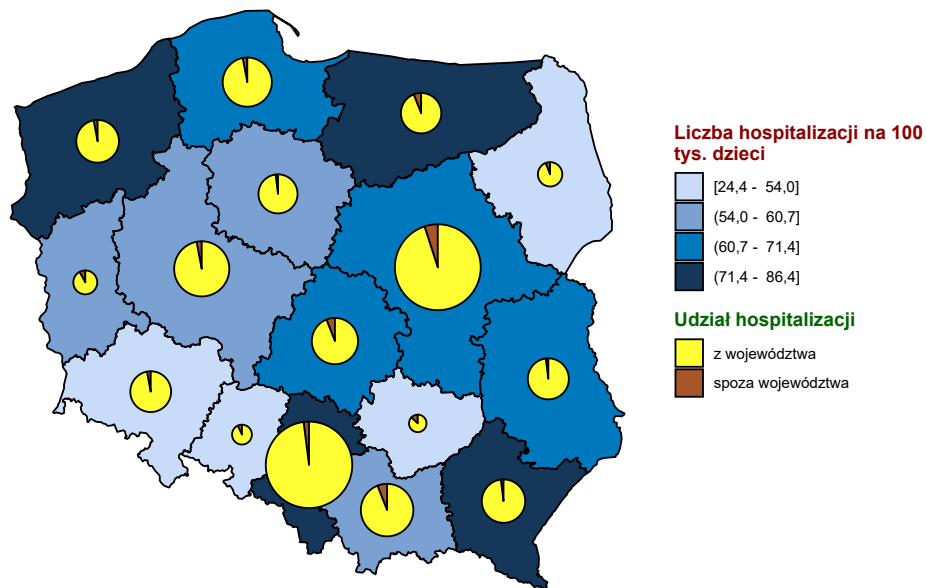 Liczba hospitalizacji na 100
tys. dzieci
[24,4 - 54,0]
(54,0 - 60,7]
(60,7 - 71,4]
(71,4 - 86,4]
Udział hospitalizacji
z województwa
spoza województwa